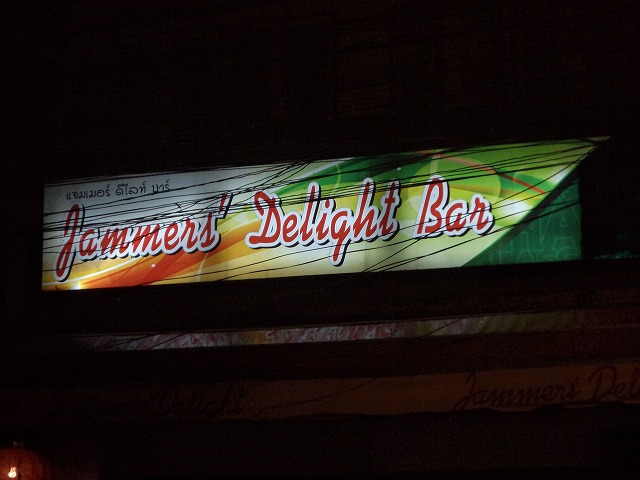 แจมเมอร์ ดีไลท์ บาร์
Jammers' Delight Bar
Delight
Jammers' Del